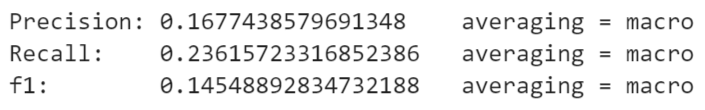 Precision: 0.1677438579691348 averaging = macro
Recall: 0.23615723316852386 averaging = macro
f1: 0.14548892834732188 averaging = macro